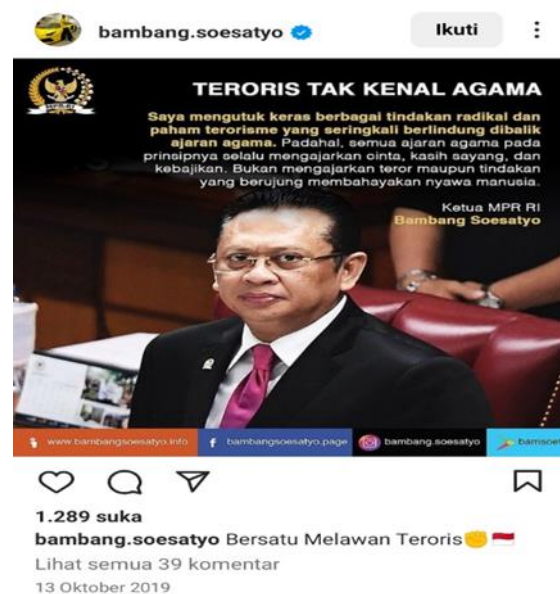 bambang.soesatyo
Ikuti
MPR RI
TERORIS TAK KENAL AGAMA
Saya mengutuk keras berbagai tindakan radikal dan
paham terorisme yang seringkali berlindung dibalik
ajaran agama. Padahal, semua ajaran agama pada
prinsipnya selalu mengajarkan cinta, kasih sayang, dan
kebajikan. Bukan mengajarkan teror maupun tindakan
yang berujung membahayakan nyawa manusia.
Ketua MPR RI
Bambang Soesatyo
www.bambangsoesatyo.info
bambangsoesatyo.page
bambang.soesatyo
bamsoet
1.289 suka
bambang.soesatyo Bersatu Melawan Teroris✊🇮🇩
Lihat semua 39 komentar
13 Oktober 2019